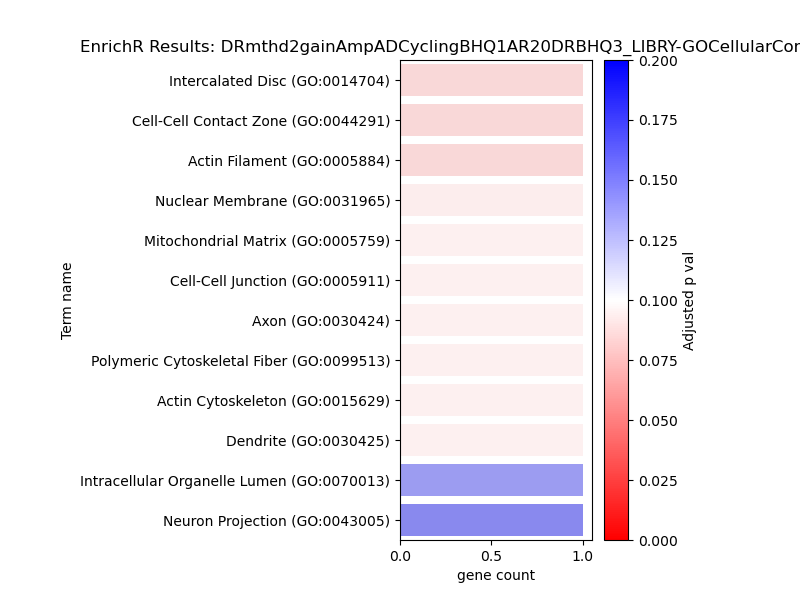 EnrichR Results: DRmthd2gainAmpADCyclingBHQ1AR20DRBHQ3_LIBRY-GOCellularCor
Intercalated Disc (GO:0014704)
Cell-Cell Contact Zone (GO:0044291)
Actin Filament (GO:0005884)
Nuclear Membrane (GO:0031965)
Mitochondrial Matrix (GO:0005759)
Cell-Cell Junction (GO:0005911)
Axon (GO:0030424)
Polymeric Cytoskeletal Fiber (GO:0099513)
Actin Cytoskeleton (GO:0015629)
Dendrite (GO:0030425)
Intracellular Organelle Lumen (GO:0070013)
Neuron Projection (GO:0043005)
Term name
0.0 0.5 1.0
gene count
0.200
0.175
0.150
0.125
0.100
0.075
0.050
0.025
0.000
Adjusted p val